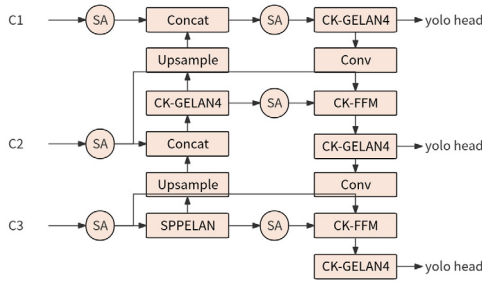 C1 SA Concat SA CK-GELAN4 yolo head
Upsample Conv
CK-GELAN4 SA CK-FFM
C2 SA Concat CK-GELAN4 yolo head
Upsample Conv
C3 SA SPPELAN SA CK-FFM
CK-GELAN4 yolo head